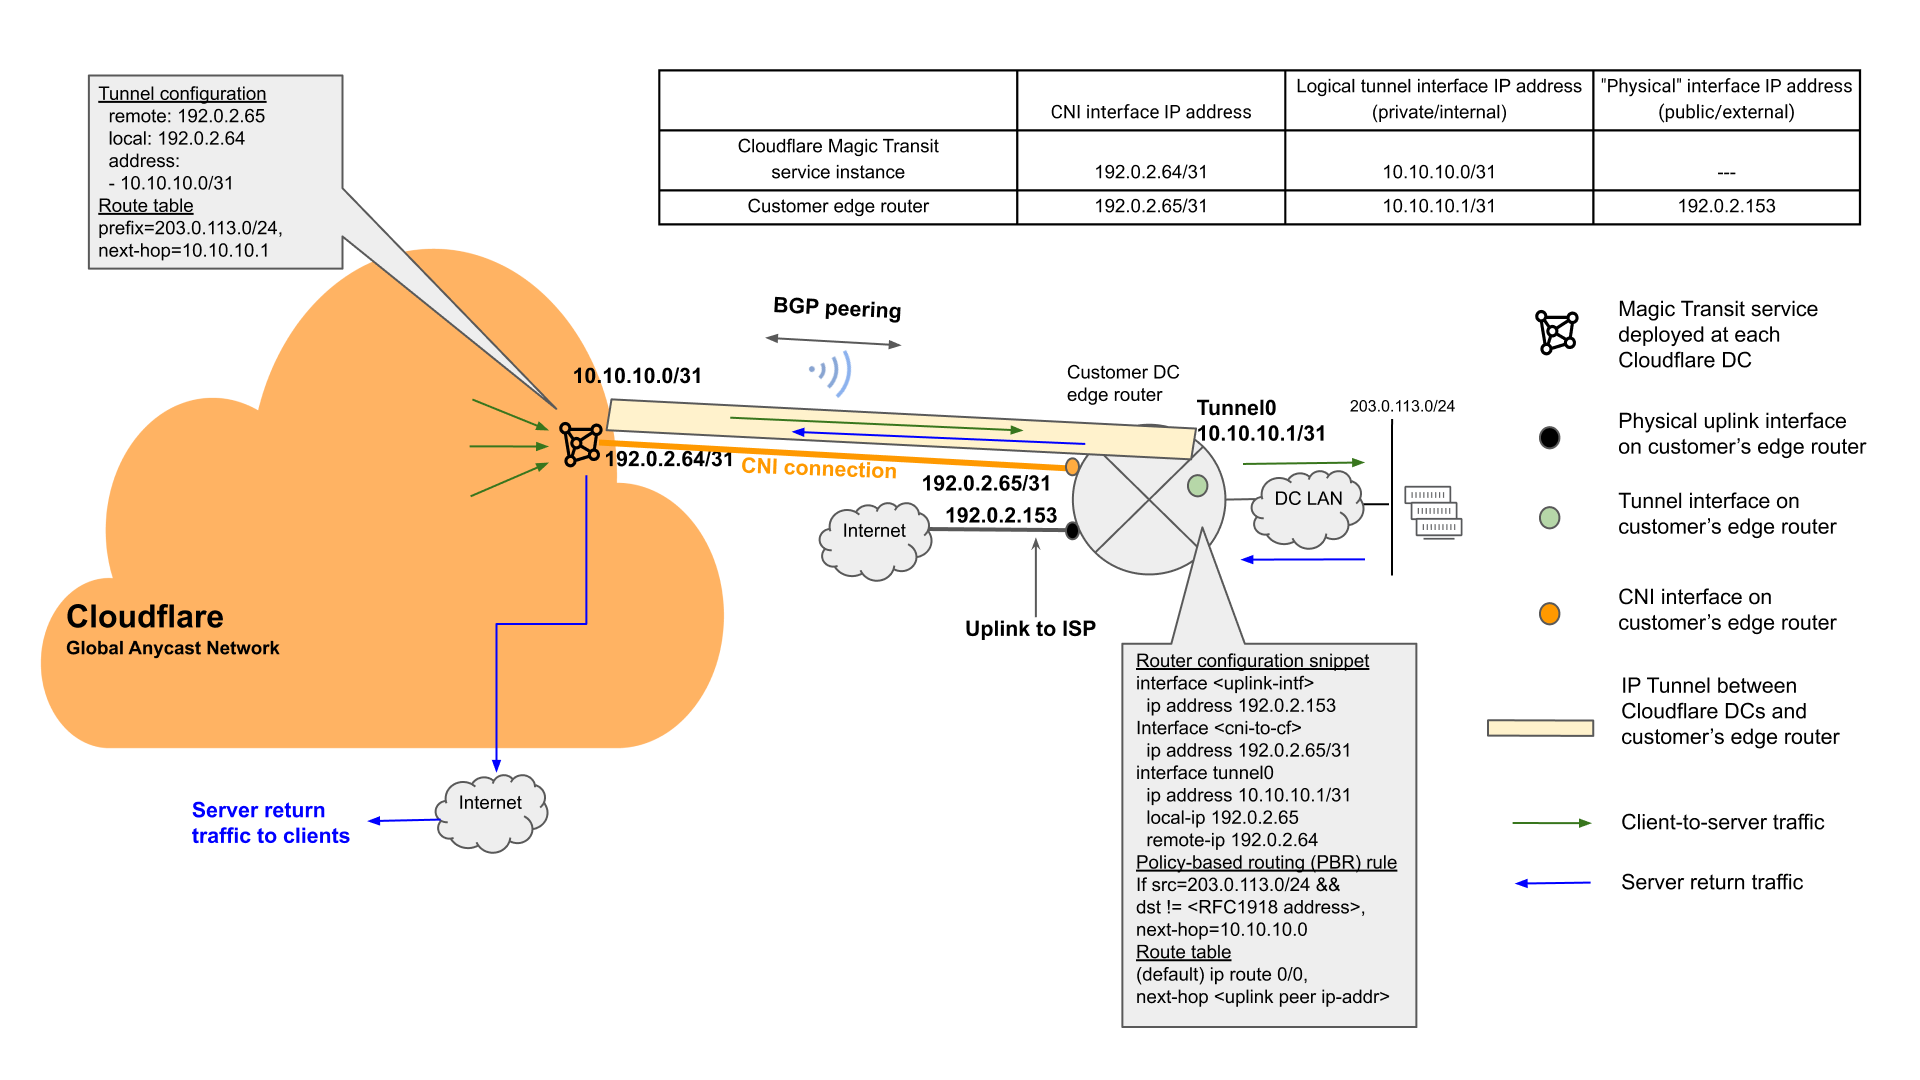 Tunnel configuration
remote: 192.0.2.65
local: 192.0.2.64
address:
- 10.10.10.0/31
Route table
prefix=203.0.113.0/24,
next-hop=10.10.10.1
CNI interface IP address
Logical tunnel interface IP address
(private/internal)
"Physical" interface IP address
(public/external)
Cloudflare Magic Transit
service instance
192.0.2.64/31
10.10.10.0/31
---
Customer edge router
192.0.2.65/31
10.10.10.1/31
192.0.2.153
BGP peering
10.10.10.0/31
Customer DC
edge router
Tunnel0
10.10.10.1/31
203.0.113.0/24
192.0.2.64/31
CNI connection
192.0.2.65/31
192.0.2.153
Internet
DC LAN
Uplink to ISP
Cloudflare
Global Anycast Network
Internet
Server return
traffic to clients
Router configuration snippet
interface <uplink-intf>
ip address 192.0.2.153
Interface <cni-to-cf>
ip address 192.0.2.65/31
interface tunnel0
ip address 10.10.10.1/31
local-ip 192.0.2.65
remote-ip 192.0.2.64
Policy-based routing (PBR) rule
If src=203.0.113.0/24 &&
dst != <RFC1918 address>,
next-hop=10.10.10.0
Route table
(default) ip route 0/0,
next-hop <uplink peer ip-addr>
Magic Transit service
deployed at each
Cloudflare DC
Physical uplink interface
on customer’s edge router
Tunnel interface on
customer’s edge router
CNI interface on
customer’s edge router
IP Tunnel between
Cloudflare DCs and
customer’s edge router
Client-to-server traffic
Server return traffic